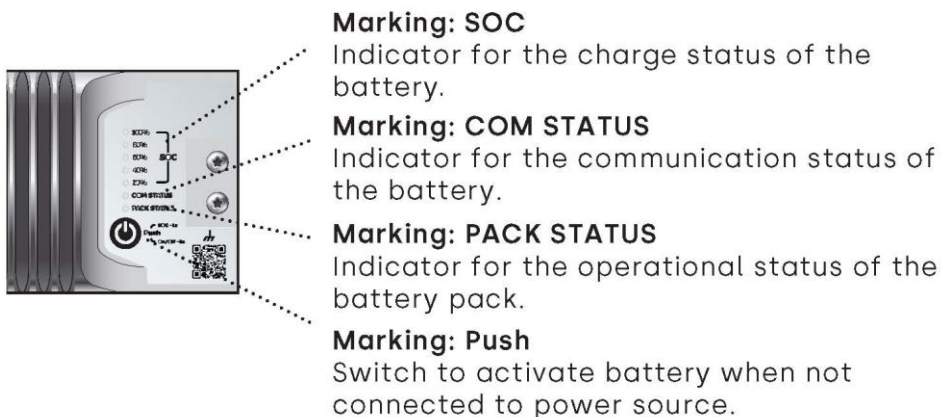 Marking: SOC
Indicator for the charge status of the
battery.
Marking: COM STATUS
Indicator for the communication status of
the battery.
Marking: PACK STATUS
Indicator for the operational status of the
battery pack.
Marking: Push
Switch to activate battery when not
connected to power source.
100%
60%
40%
20%
SOC
COM STATUS
PACK STATUS
Push